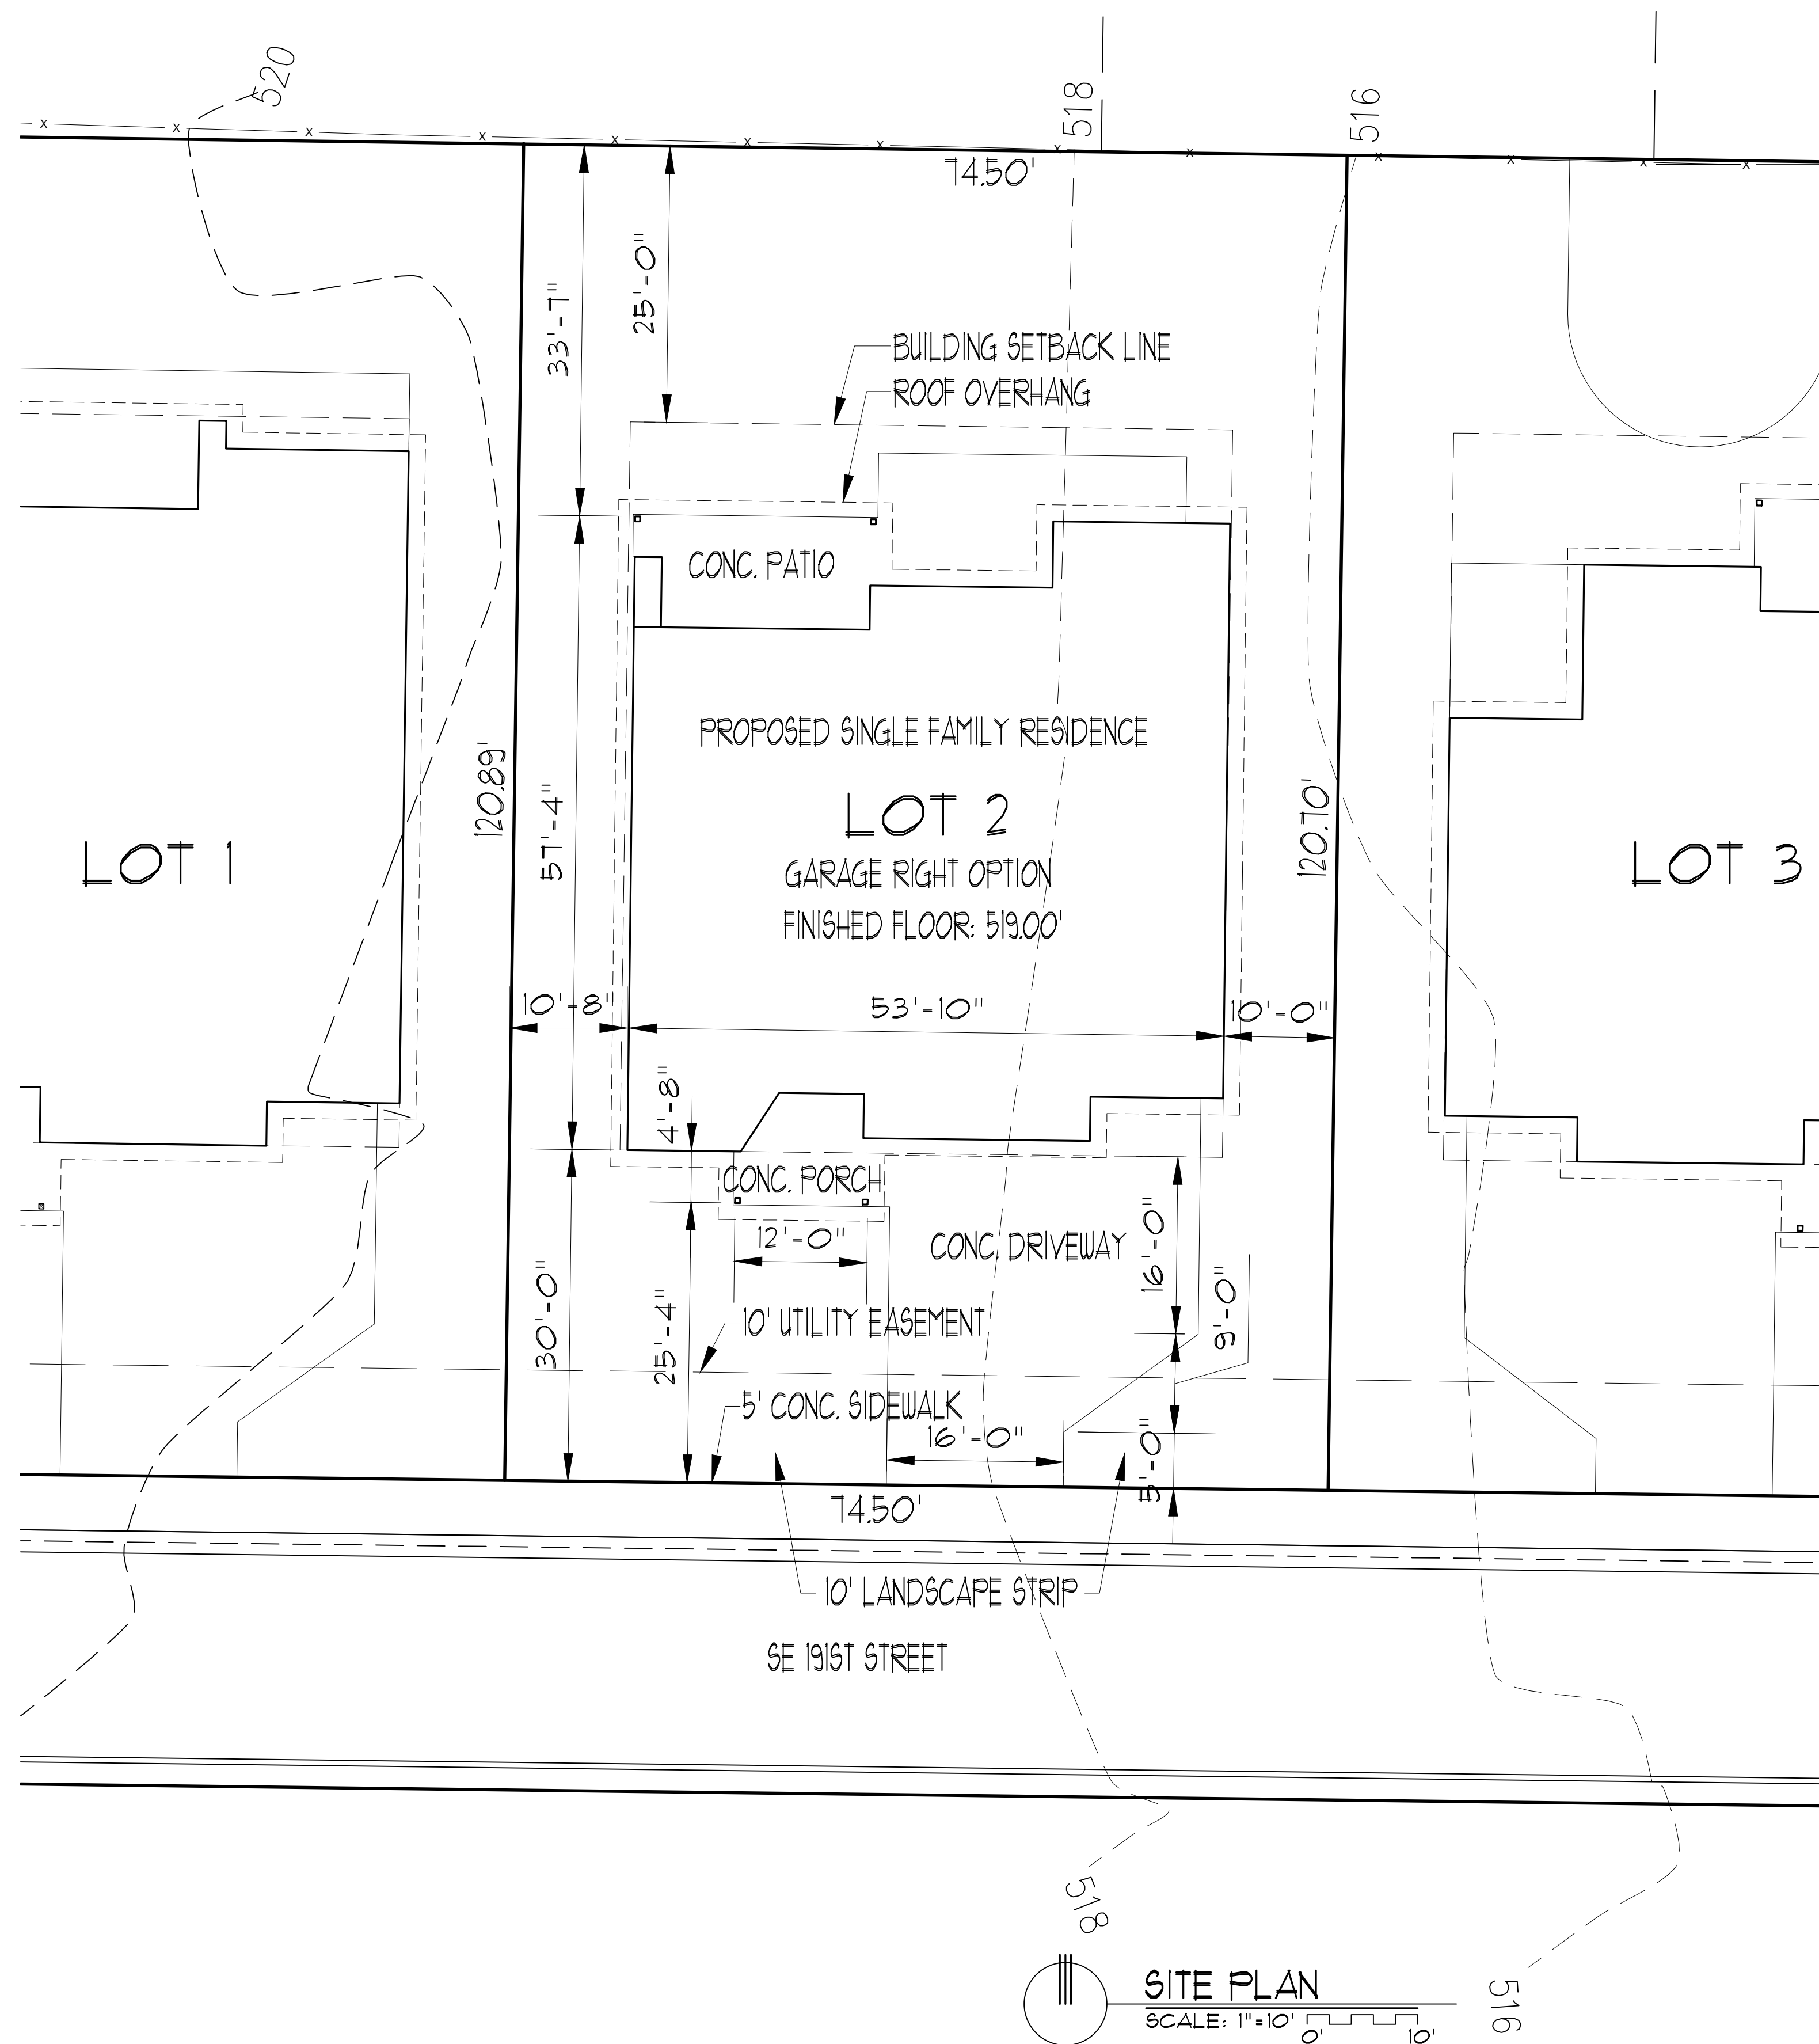 520
518
516
74.50'
33'-7"
25'-0"
BUILDING SETBACK LINE
ROOF OVERHANG
CONC. PATIO
PROPOSED SINGLE FAMILY RESIDENCE
LOT 2
GARAGE RIGHT OPTION
FINISHED FLOOR: 519.00'
LOT 1
LOT 3
120.89'
57'-4"
120.70'
10'-8"
53'-10"
10'-0"
4'-8"
CONC. PORCH
12'-0"
CONC. DRIVEWAY
16'-0"
9'-0"
30'-0"
25'-4"
10' UTILITY EASEMENT
5' CONC. SIDEWALK
16'-0"
5'-0"
74.50'
10' LANDSCAPE STRIP
SE 191ST STREET
518
516
SITE PLAN
SCALE: 1"=10'
0'
10'
x x x x x x x x x x x x x